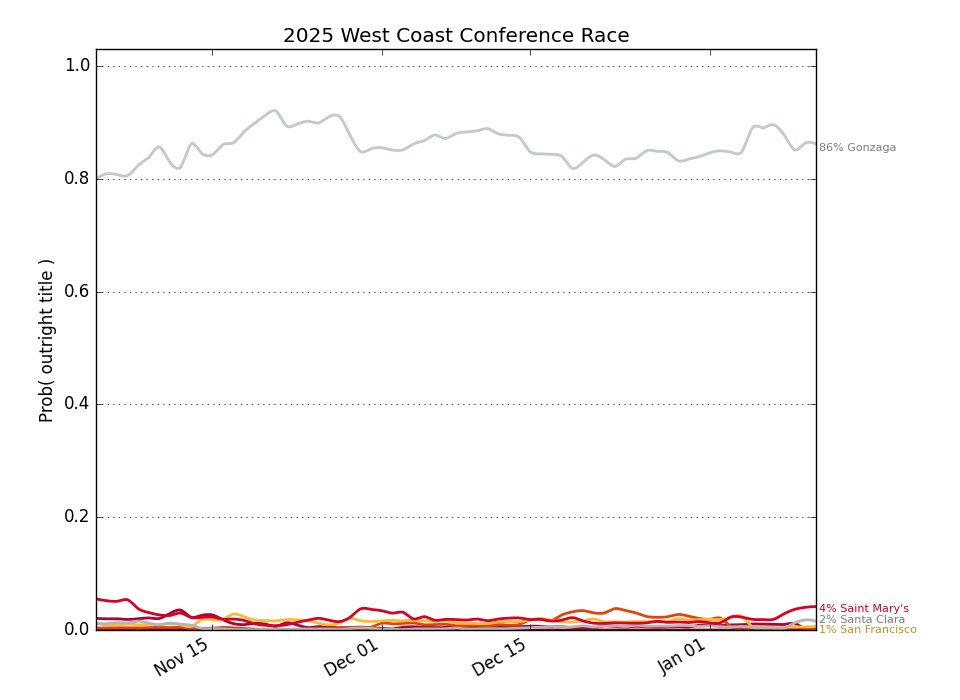 2025 West Coast Conference Race
Prob( outright title )
1.0
0.8
0.6
0.4
0.2
0.0
86% Gonzaga
4% Saint Mary's
2% Santa Clara
1% San Francisco
Nov 15
Dec 01
Dec 15
Jan 01